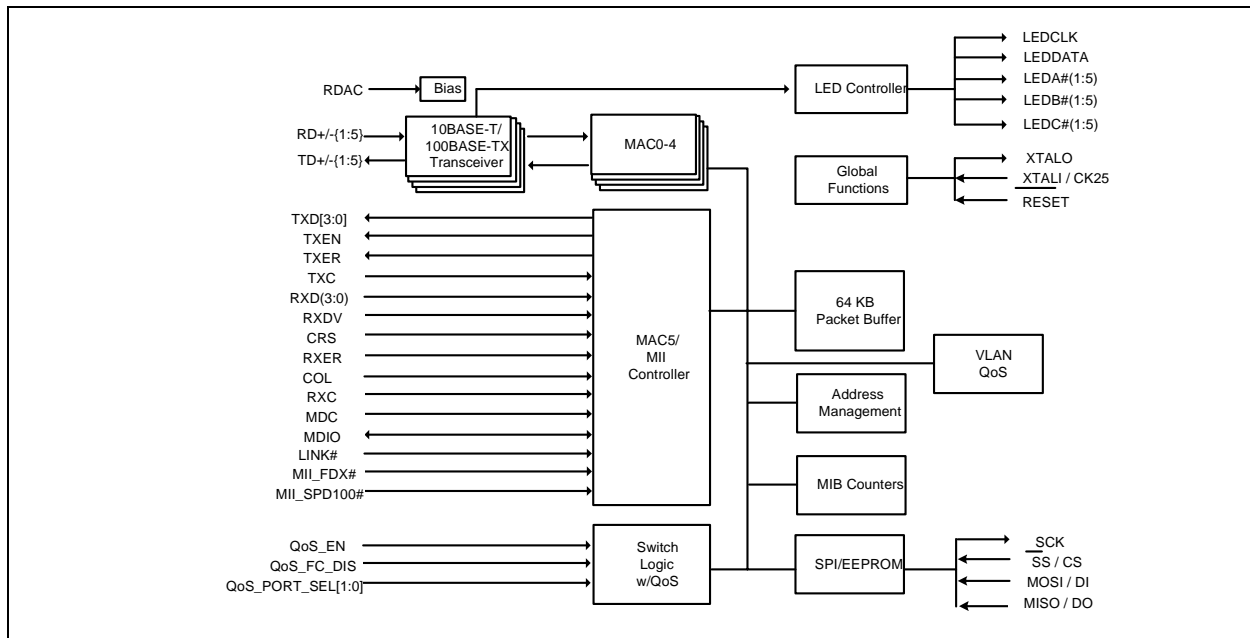 RDAC
Bias
RD+/-{1:5}
TD+/-{1:5}
10BASE-T/
100BASE-TX
Transceiver
MAC0-4
LED Controller
LEDCLK
LEDDATA
LEDA#(1:5)
LEDB#(1:5)
LEDC#(1:5)
Global
Functions
XTALO
XTALI / CK25
RESET
TXD[3:0]
TXEN
TXER
TXC
RXD(3:0)
RXDV
CRS
RXER
COL
RXC
MDC
MDIO
LINK#
MII_FDX#
MII_SPD100#
MAC5/
MII
Controller
64 KB
Packet Buffer
VLAN
QoS
Address
Management
MIB Counters
QoS_EN
QoS_FC_DIS
QoS_PORT_SEL[1:0]
Switch
Logic
w/QoS
SPI/EEPROM
SCK
SS / CS
MOSI / DI
MISO / DO